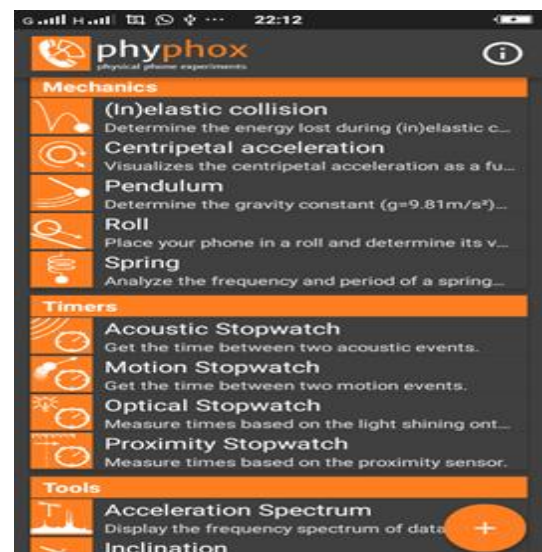 G H 22:12
phyphox
physical phone experiments
Mechanics
(In)elastic collision
Determine the energy lost during (in)elastic c...
Centripetal acceleration
Visualizes the centripetal acceleration as a fu...
Pendulum
Determine the gravity constant (g=9.81m/s²)...
Roll
Place your phone in a roll and determine its v...
Spring
Analyze the frequency and period of a spring...
Timers
Acoustic Stopwatch
Get the time between two acoustic events.
Motion Stopwatch
Get the time between two motion events.
Optical Stopwatch
Measure times based on the light shining ont...
Proximity Stopwatch
Measure times based on the proximity sensor.
Tools
Acceleration Spectrum
Display the frequency spectrum of data
Inclination